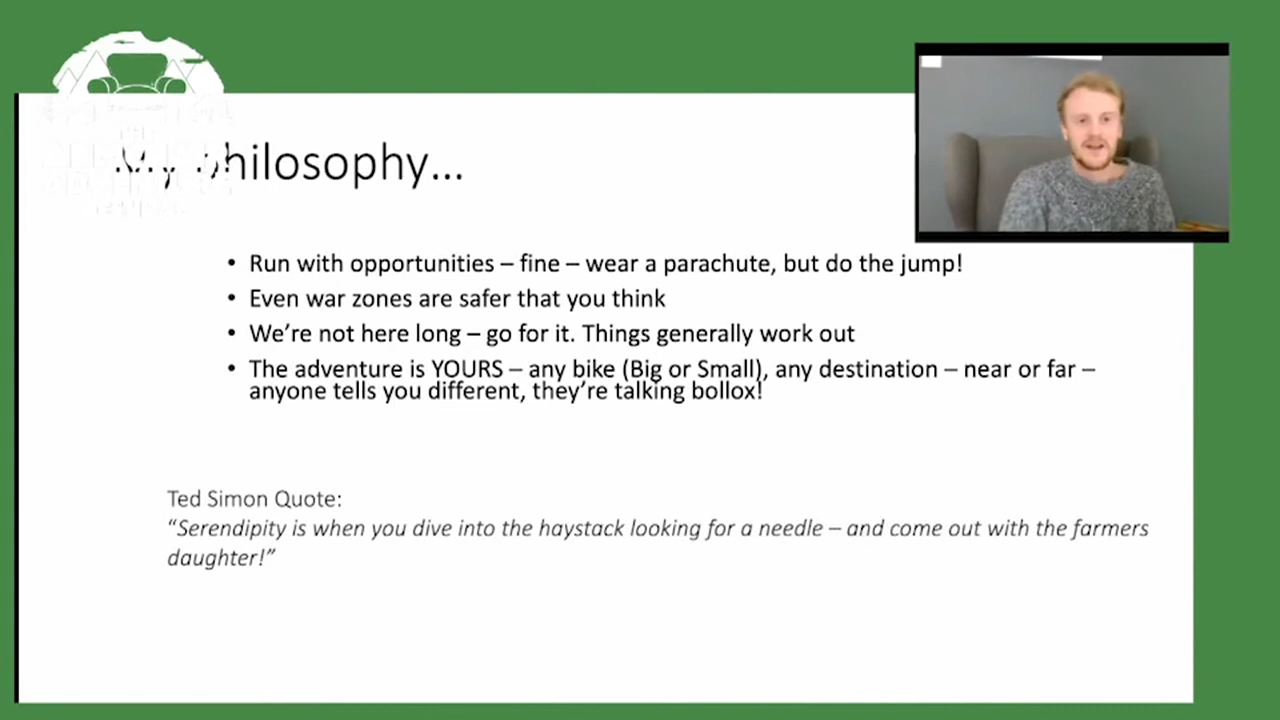 My philosophy…
• Run with opportunities – fine – wear a parachute, but do the jump!
• Even war zones are safer that you think
• We’re not here long – go for it. Things generally work out
• The adventure is YOURS – any bike (Big or Small), any destination – near or far –
anyone tells you different, they’re talking bollox!
Ted Simon Quote:
“Serendipity is when you dive into the haystack looking for a needle – and come out with the farmers
daughter!”